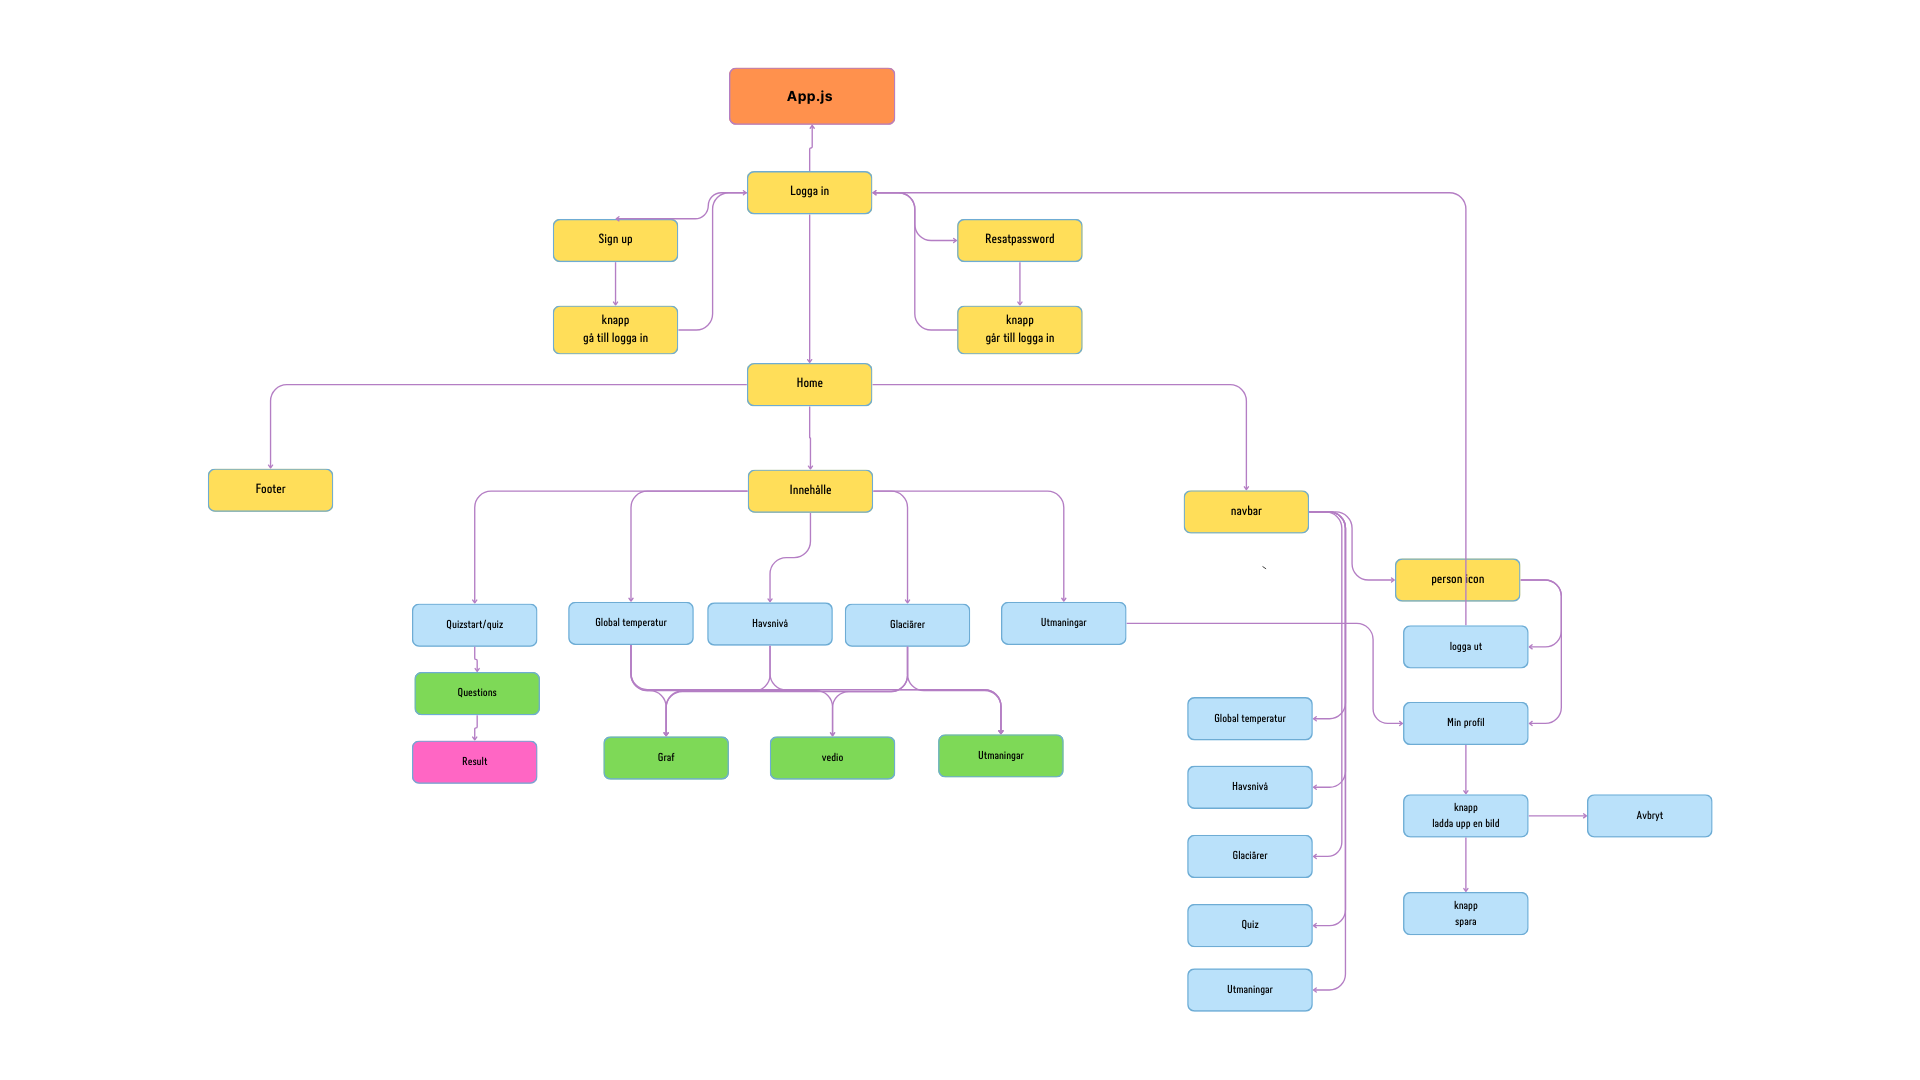 App.js
Logga in
Sign up
Resatpassword
knapp
gå till logga in
knapp
går till logga in
Home
Footer
Innehålle
navbar
person icon
Quizstart/quiz
Global temperatur
Havsnivå
Glaciärer
Utmaningar
logga ut
Questions
Global temperatur
Min profil
Result
Graf
vedio
Utmaningar
Havsnivå
knapp
ladda upp en bild
Avbryt
Glaciärer
knapp
spara
Quiz
Utmaningar